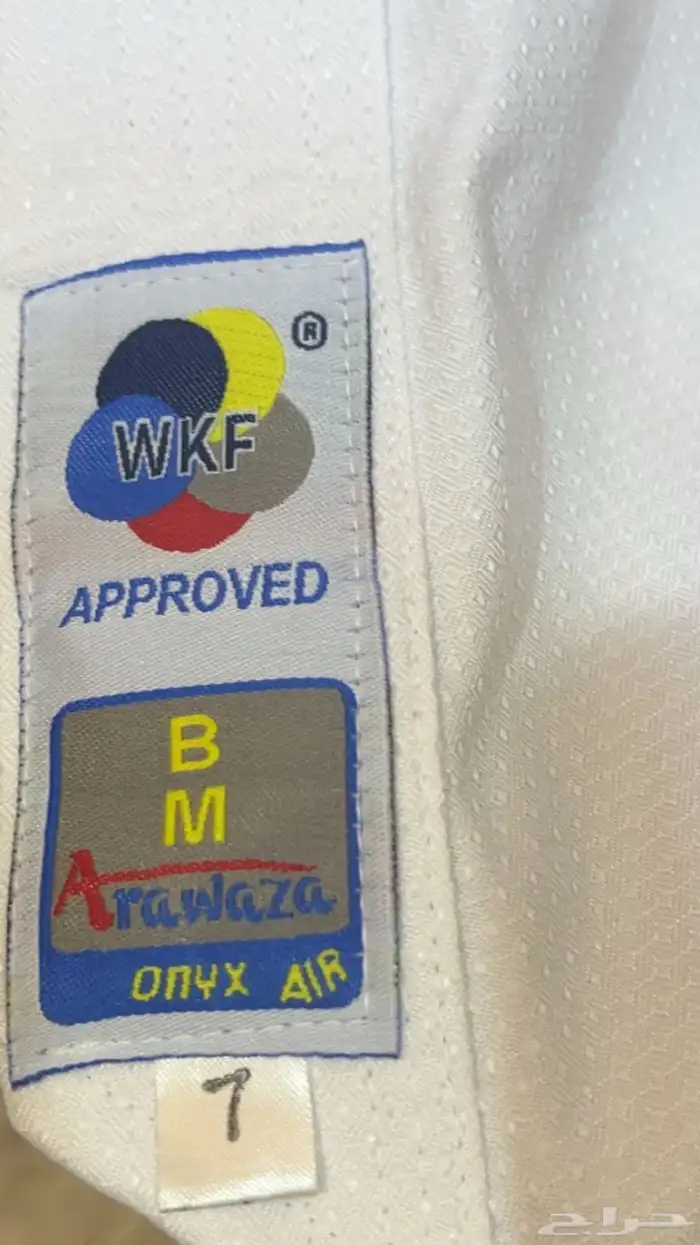 ®
WKF
APPROVED
B
M
Arawaza
ONYX AIR
7
حراج